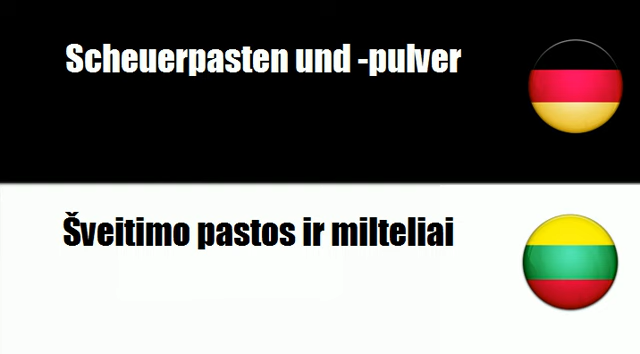 Scheuerpasten und -pulver
Šveitimo pastos ir milteliai